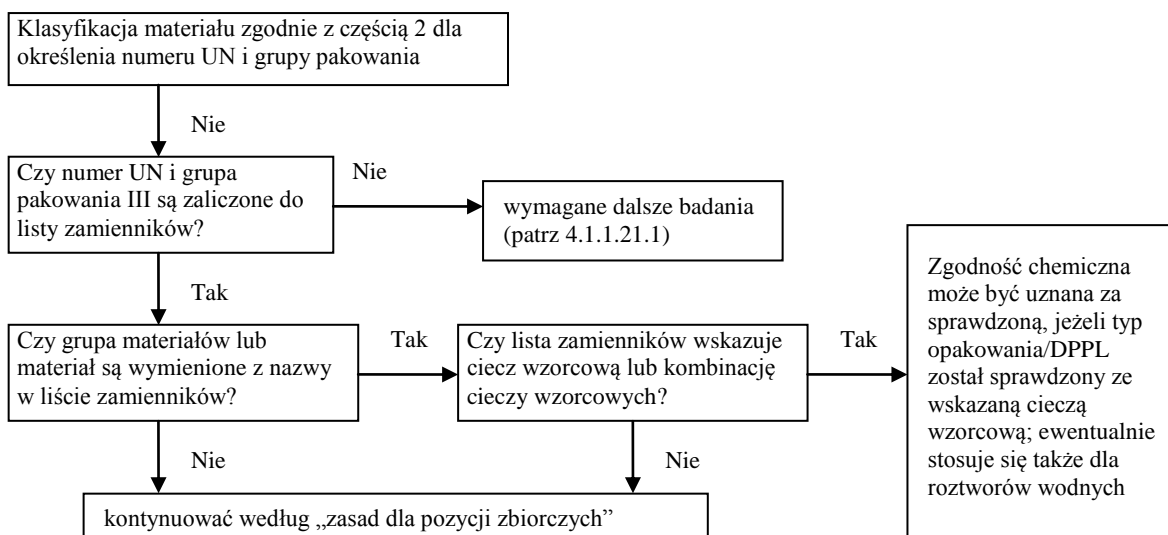 Klasyfikacja materiału zgodnie z częścią 2 dla
określenia numeru UN i grupy pakowania
Nie
Czy numer UN i grupa
pakowania III są zaliczone do
listy zamienników?
Nie
wymagane dalsze badania
(patrz 4.1.1.21.1)
Tak
Czy grupa materiałów lub
materiał są wymienione z nazwy
w liście zamienników?
Tak
Czy lista zamienników wskazuje
ciecz wzorcową lub kombinację
cieczy wzorcowych?
Tak
Zgodność chemiczna
może być uznana za
sprawdzoną, jeżeli typ
opakowania/DPPL
został sprawdzony ze
wskazaną cieczą
wzorcową; ewentualnie
stosuje się także dla
roztworów wodnych
Nie
Nie
kontynuować według „zasad dla pozycji zbiorczych”